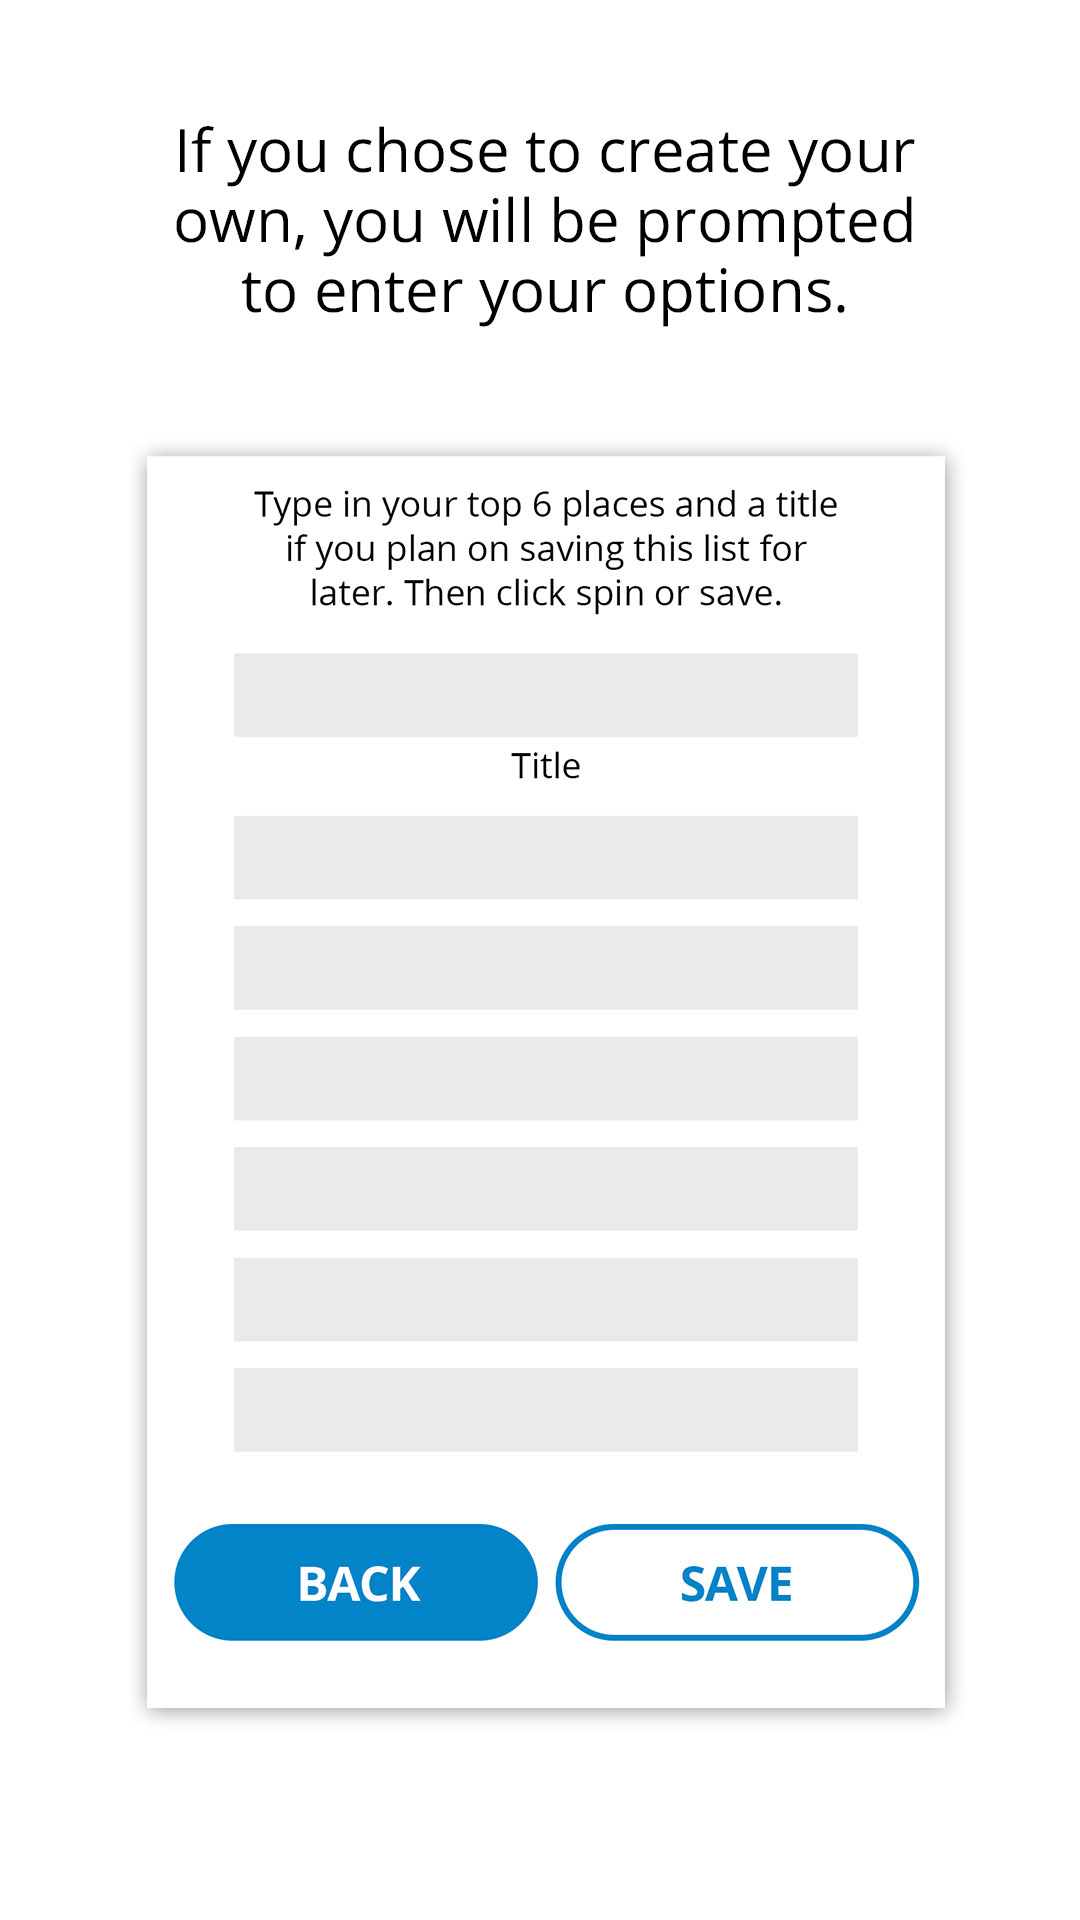 If you chose to create your
own, you will be prompted
to enter your options.
Type in your top 6 places and a title
if you plan on saving this list for
later. Then click spin or save.
Title
BACK
SAVE